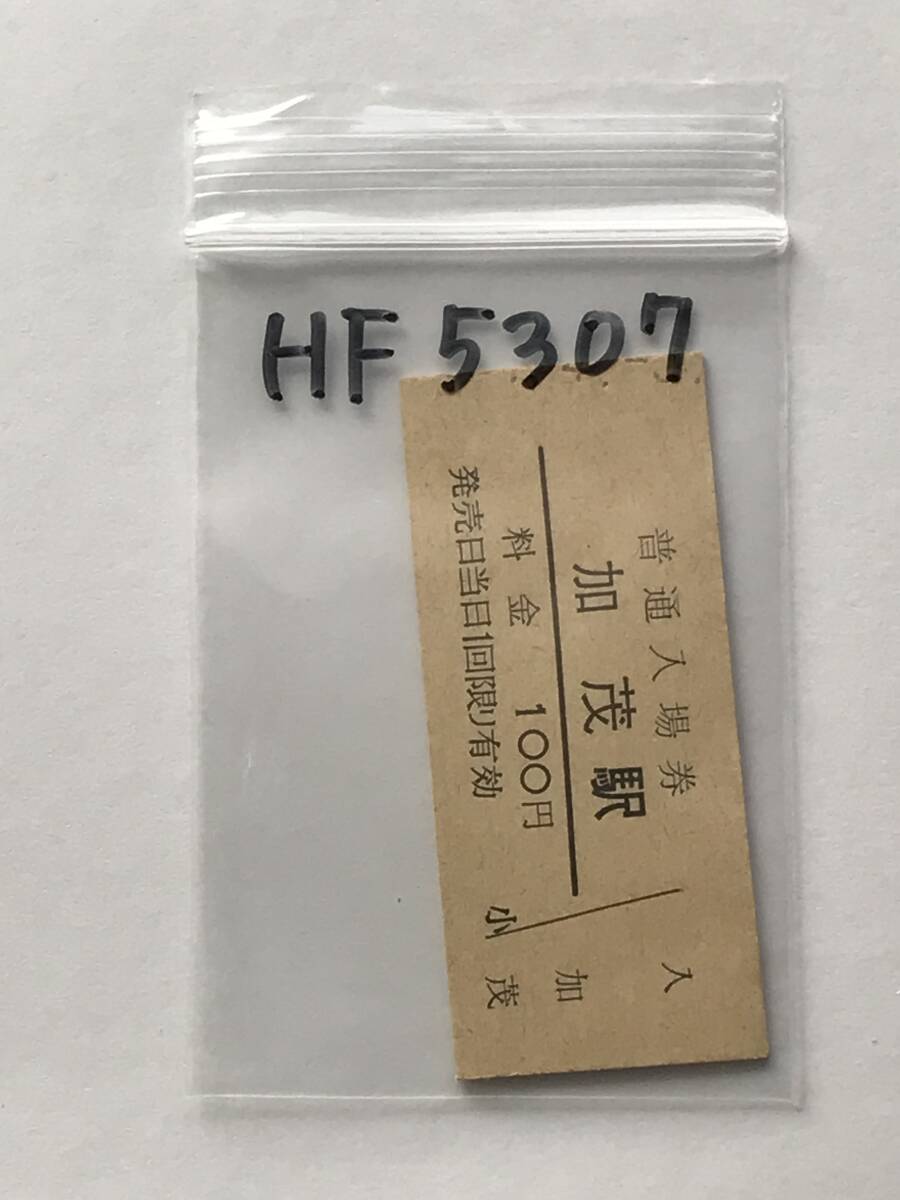 HF 5307
普通入場券
加茂駅
料金 100円
発売日当日1回限り有効
小
入
加
茂